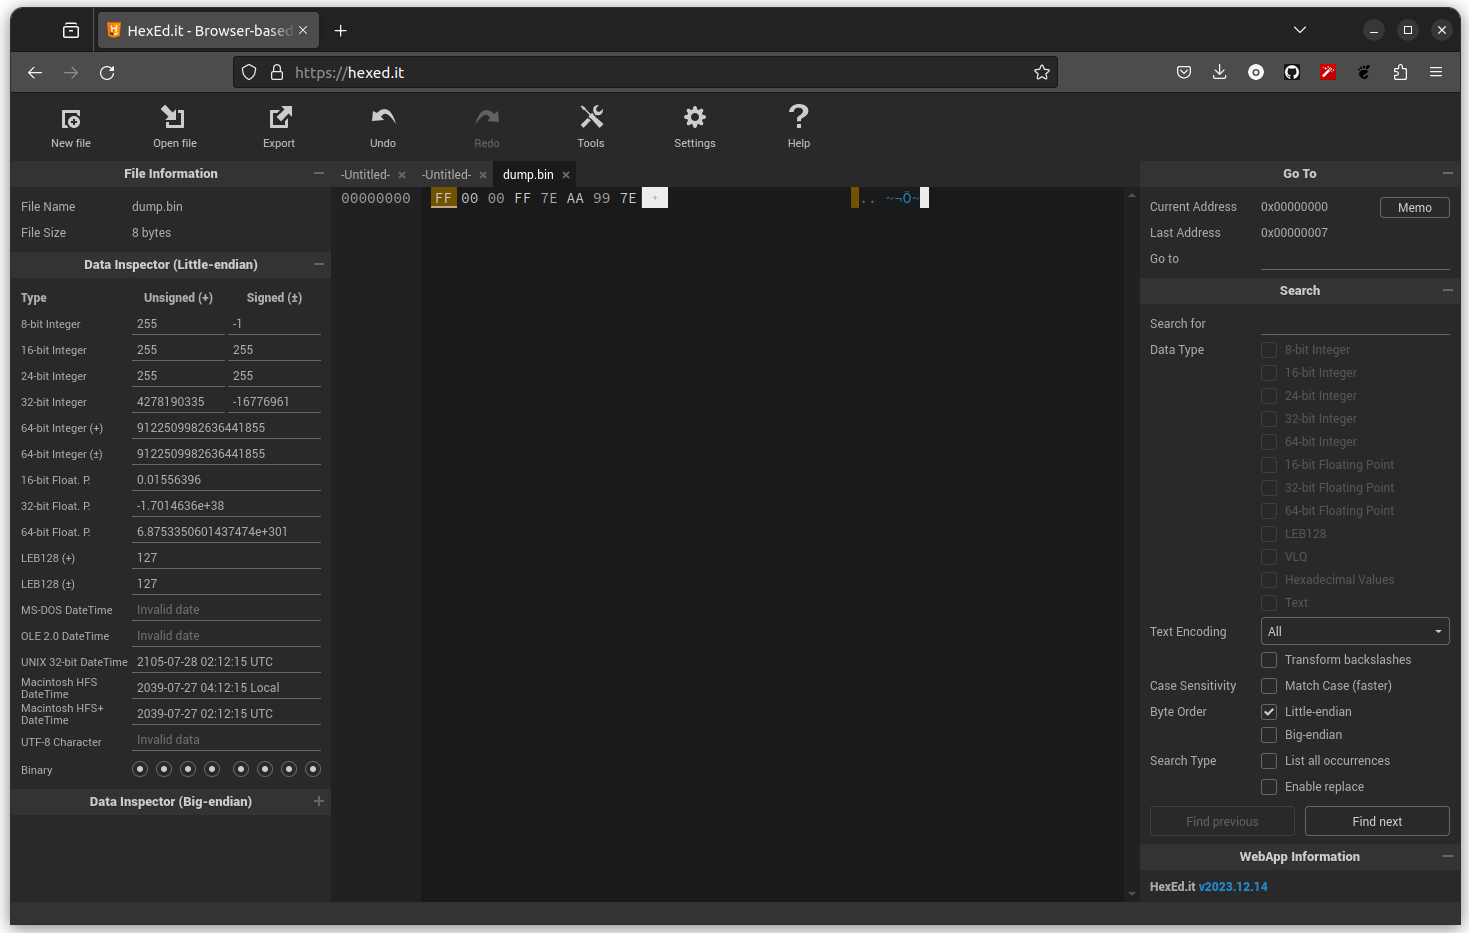 HexEd.it - Browser-based
https://hexed.it
New file Open file Export Undo Redo Tools Settings Help
File Information
File Name dump.bin
File Size 8 bytes
Data Inspector (Little-endian)
Type Unsigned (+) Signed (±)
8-bit Integer 255 -1
16-bit Integer 255 255
24-bit Integer 255 255
32-bit Integer 4278190335 -16776961
64-bit Integer (+) 9122509982636441855
64-bit Integer (±) 9122509982636441855
16-bit Float. P. 0.01556396
32-bit Float. P. -1.7014636e+38
64-bit Float. P. 6.8753350601437474e+301
LEB128 (+) 127
LEB128 (±) 127
MS-DOS DateTime Invalid date
OLE 2.0 DateTime Invalid date
UNIX 32-bit DateTime 2105-07-28 02:12:15 UTC
Macintosh HFS
DateTime 2039-07-27 04:12:15 Local
Macintosh HFS+
DateTime 2039-07-27 02:12:15 UTC
UTF-8 Character Invalid data
Binary
Data Inspector (Big-endian)
-Untitled- -Untitled- dump.bin
00000000 FF 00 00 FF 7E AA 99 7E + .. ~¬Ö~
Go To
Current Address 0x00000000 Memo
Last Address 0x00000007
Go to
Search
Search for
Data Type 8-bit Integer
16-bit Integer
24-bit Integer
32-bit Integer
64-bit Integer
16-bit Floating Point
32-bit Floating Point
64-bit Floating Point
LEB128
VLQ
Hexadecimal Values
Text
Text Encoding All
Transform backslashes
Case Sensitivity Match Case (faster)
Byte Order Little-endian
Big-endian
Search Type List all occurrences
Enable replace
Find previous Find next
WebApp Information
HexEd.it v2023.12.14